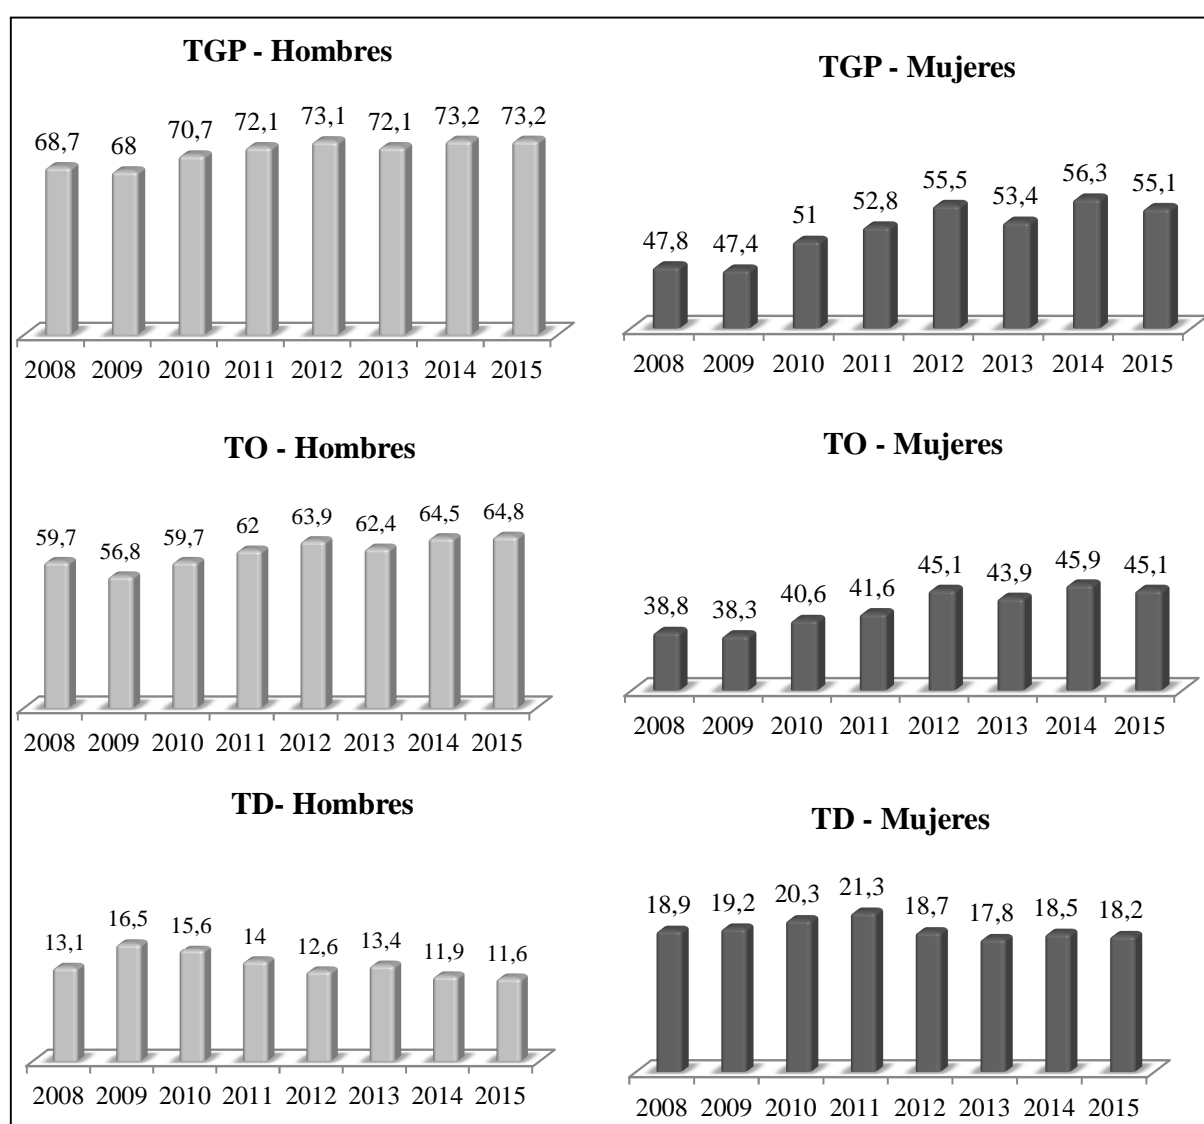 TGP - Hombres
68,7 68 70,7 72,1 73,1 72,1 73,2 73,2
2008 2009 2010 2011 2012 2013 2014 2015
TGP - Mujeres
47,8 47,4 51 52,8 55,5 53,4 56,3 55,1
2008 2009 2010 2011 2012 2013 2014 2015
TO - Hombres
59,7 56,8 59,7 62 63,9 62,4 64,5 64,8
2008 2009 2010 2011 2012 2013 2014 2015
TO - Mujeres
38,8 38,3 40,6 41,6 45,1 43,9 45,9 45,1
2008 2009 2010 2011 2012 2013 2014 2015
TD- Hombres
13,1 16,5 15,6 14 12,6 13,4 11,9 11,6
2008 2009 2010 2011 2012 2013 2014 2015
TD - Mujeres
18,9 19,2 20,3 21,3 18,7 17,8 18,5 18,2
2008 2009 2010 2011 2012 2013 2014 2015